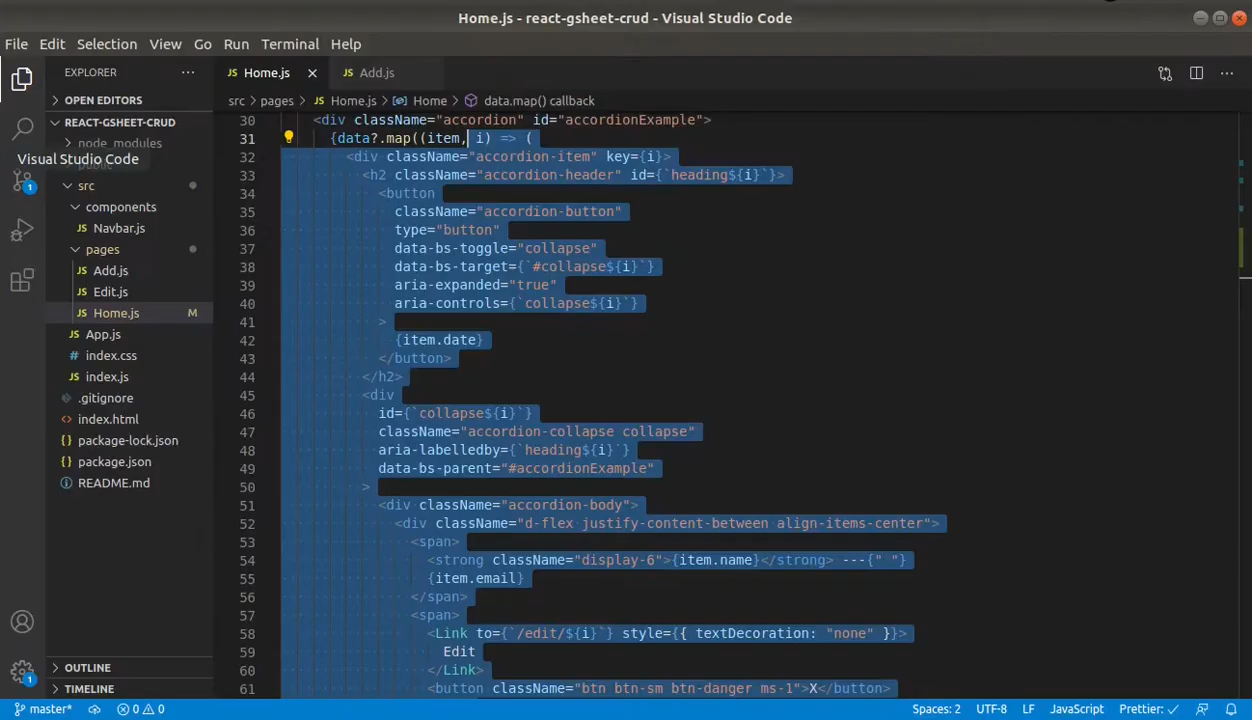 Home.js - react-gsheet-crud - Visual Studio Code
File Edit Selection View Go Run Terminal Help
EXPLORER
Home.js
Add.js
src > pages > Home.js > Home > data.map() callback
OPEN EDITORS
REACT-GSHEET-CRUD
node_modules
Visual Studio Code
src
components
Navbar.js
pages
Add.js
Edit.js
Home.js M
App.js
index.css
index.js
.gitignore
index.html
package-lock.json
package.json
README.md
OUTLINE
TIMELINE
1
1
30 <div className="accordion" id="accordionExample">
31 {data?.map((item, i) => (
32 <div className="accordion-item" key={i}>
33 <h2 className="accordion-header" id={`heading${i}`}>
34 <button
35 className="accordion-button"
36 type="button"
37 data-bs-toggle="collapse"
38 data-bs-target={`#collapse${i}`}
39 aria-expanded="true"
40 aria-controls={`collapse${i}`}
41 >
42 {item.date}
43 </button>
44 </h2>
45 <div
46 id={`collapse${i}`}
47 className="accordion-collapse collapse"
48 aria-labelledby={`heading${i}`}
49 data-bs-parent="#accordionExample"
50 >
51 <div className="accordion-body">
52 <div className="d-flex justify-content-between align-items-center">
53 <span>
54 <strong className="display-6">{item.name}</strong> ---{" "}
55 {item.email}
56 </span>
57 <span>
58 <Link to={`/edit/${i}`} style={{ textDecoration: "none" }}>
59 Edit
60 </Link>
61 <button className="btn btn-sm btn-danger ms-1">X</button>
master* 0 0 Spaces: 2 UTF-8 LF JavaScript Prettier: ✓